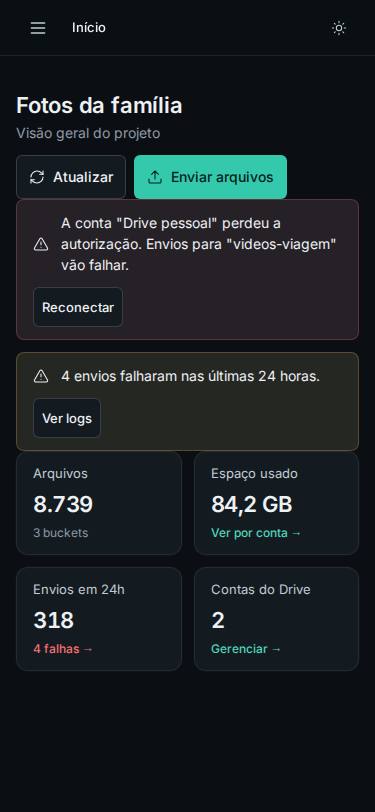 Início
Fotos da família
Visão geral do projeto
Atualizar
Enviar arquivos
A conta "Drive pessoal" perdeu a
autorização. Envios para "videos-viagem"
vão falhar.
Reconectar
4 envios falharam nas últimas 24 horas.
Ver logs
Arquivos
8.739
3 buckets
Espaço usado
84,2 GB
Ver por conta →
Envios em 24h
318
4 falhas →
Contas do Drive
2
Gerenciar →